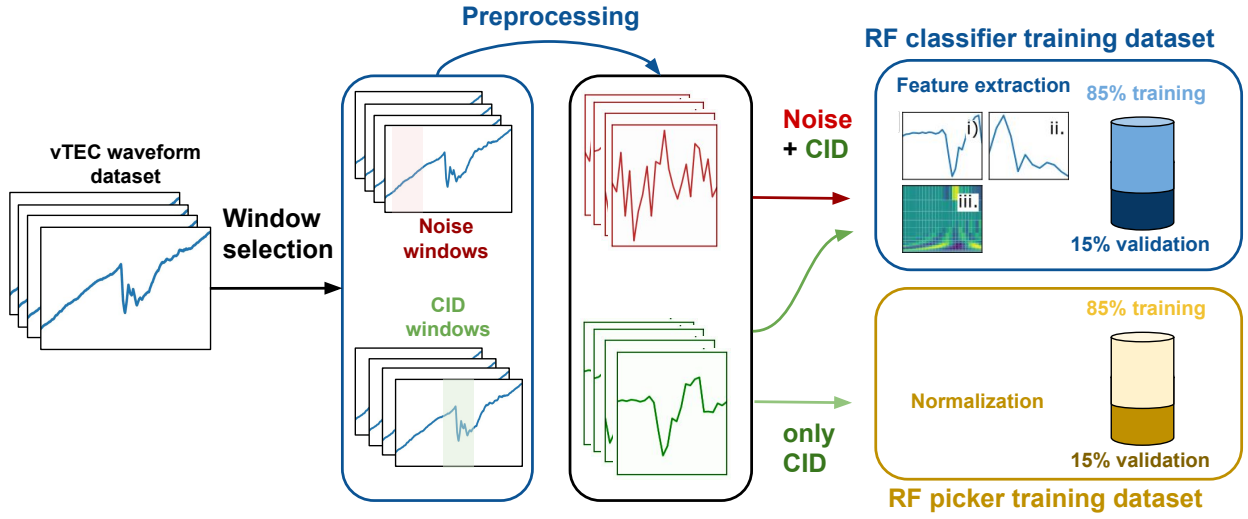 Preprocessing
vTEC waveform
dataset
Window
selection
Noise
windows
CID
windows
Noise
+ CID
only
CID
RF classifier training dataset
Feature extraction
i)
ii.
iii.
85% training
15% validation
85% training
Normalization
15% validation
RF picker training dataset